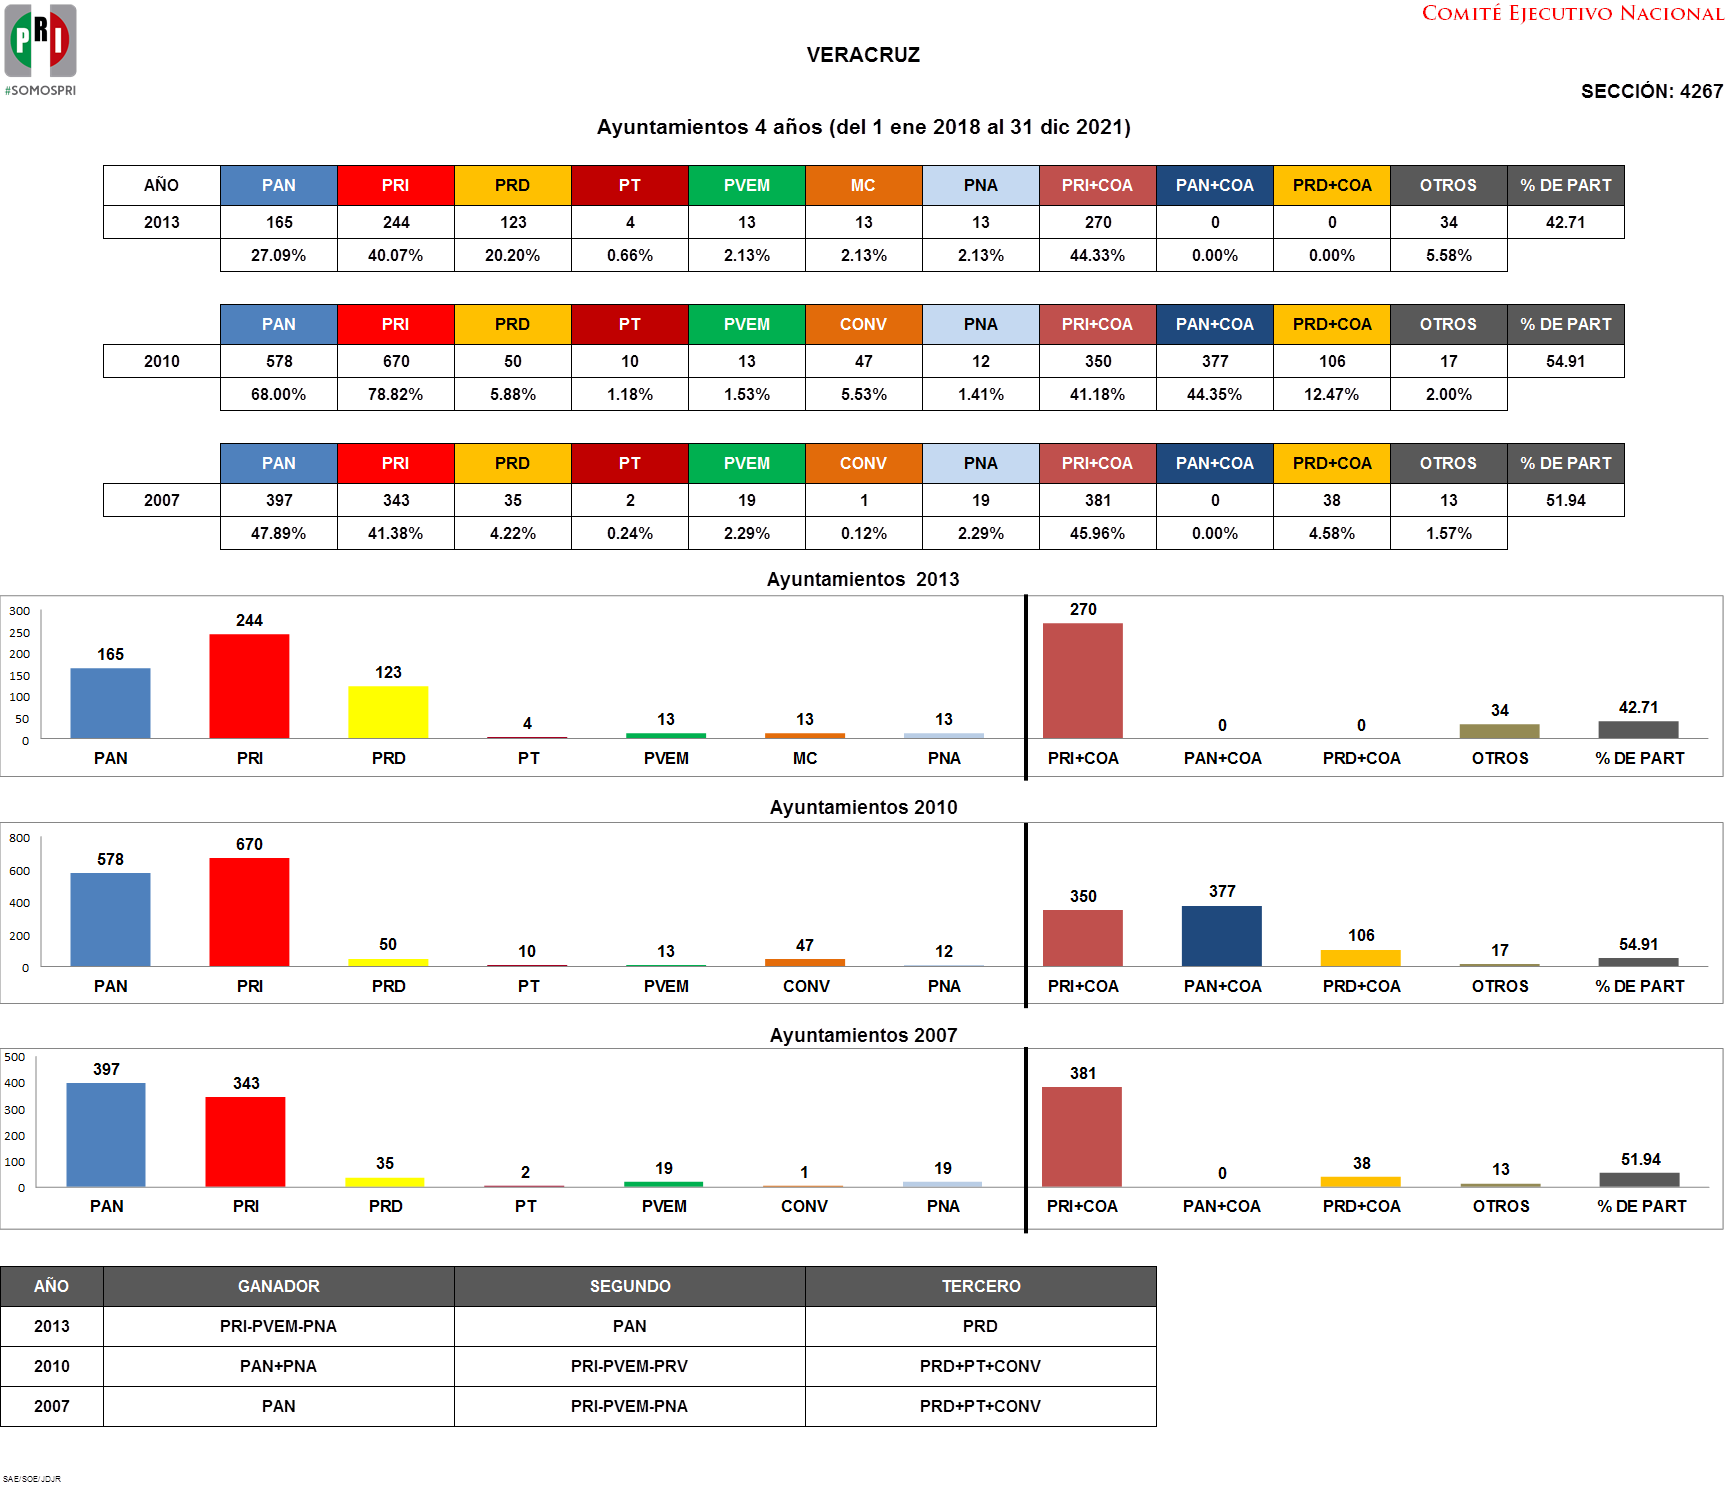 PRI
#SOMOSPRI
COMITÉ EJECUTIVO NACIONAL
VERACRUZ
SECCIÓN: 4267
Ayuntamientos 4 años (del 1 ene 2018 al 31 dic 2021)
AÑO PAN PRI PRD PT PVEM MC PNA PRI+COA PAN+COA PRD+COA OTROS % DE PART
2013 165 244 123 4 13 13 13 270 0 0 34 42.71
27.09% 40.07% 20.20% 0.66% 2.13% 2.13% 2.13% 44.33% 0.00% 0.00% 5.58%
PAN PRI PRD PT PVEM CONV PNA PRI+COA PAN+COA PRD+COA OTROS % DE PART
2010 578 670 50 10 13 47 12 350 377 106 17 54.91
68.00% 78.82% 5.88% 1.18% 1.53% 5.53% 1.41% 41.18% 44.35% 12.47% 2.00%
PAN PRI PRD PT PVEM CONV PNA PRI+COA PAN+COA PRD+COA OTROS % DE PART
2007 397 343 35 2 19 1 19 381 0 38 13 51.94
47.89% 41.38% 4.22% 0.24% 2.29% 0.12% 2.29% 45.96% 0.00% 4.58% 1.57%
Ayuntamientos 2013
300
250
200
150
100
50
0
165 244 123 4 13 13 13 270 0 0 34 42.71
PAN PRI PRD PT PVEM MC PNA PRI+COA PAN+COA PRD+COA OTROS % DE PART
Ayuntamientos 2010
800
600
400
200
0
578 670 50 10 13 47 12 350 377 106 17 54.91
PAN PRI PRD PT PVEM CONV PNA PRI+COA PAN+COA PRD+COA OTROS % DE PART
Ayuntamientos 2007
500
400
300
200
100
0
397 343 35 2 19 1 19 381 0 38 13 51.94
PAN PRI PRD PT PVEM CONV PNA PRI+COA PAN+COA PRD+COA OTROS % DE PART
AÑO GANADOR SEGUNDO TERCERO
2013 PRI-PVEM-PNA PAN PRD
2010 PAN+PNA PRI-PVEM-PRV PRD+PT+CONV
2007 PAN PRI-PVEM-PNA PRD+PT+CONV
SAE/SOE/JDJR